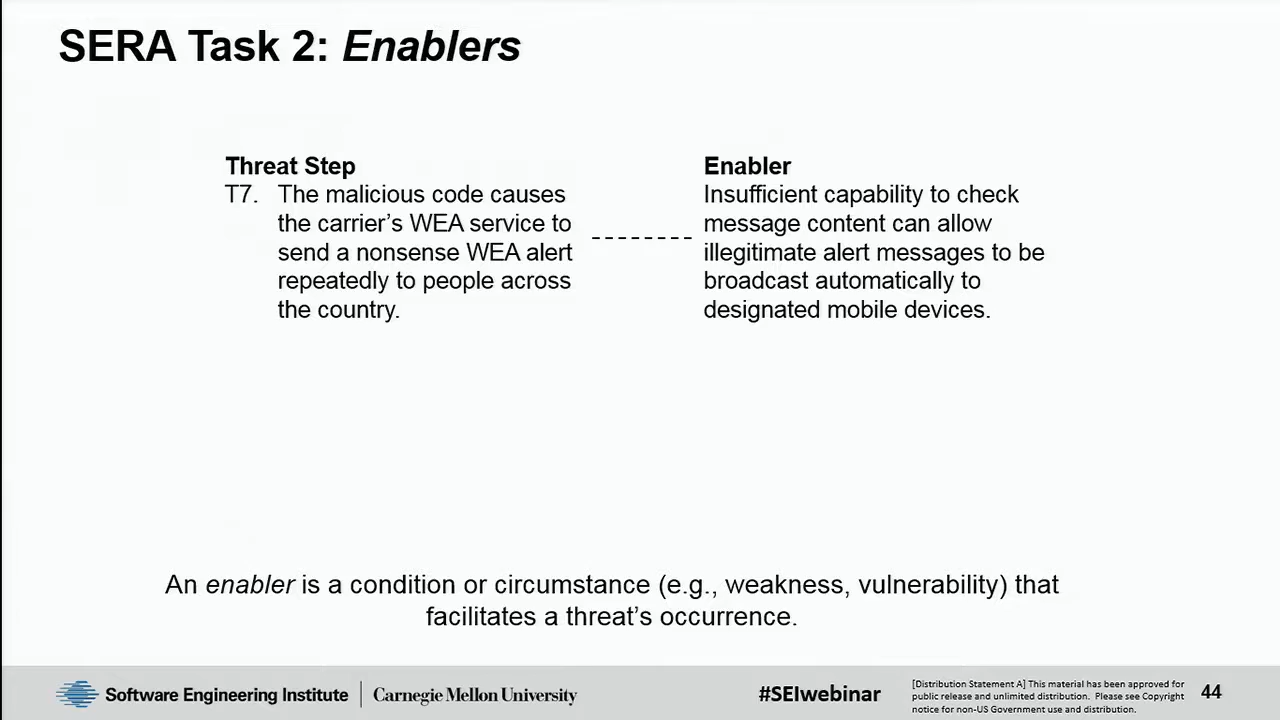 SERA Task 2: Enablers
Threat Step
T7. The malicious code causes
the carrier's WEA service to
send a nonsense WEA alert
repeatedly to people across
the country.
--------
Enabler
Insufficient capability to check
message content can allow
illegitimate alert messages to be
broadcast automatically to
designated mobile devices.
An enabler is a condition or circumstance (e.g., weakness, vulnerability) that
facilitates a threat's occurrence.
Software Engineering Institute | Carnegie Mellon University
#SEIwebinar
[Distribution Statement A] This material has been approved for
public release and unlimited distribution. Please see Copyright
notice for non-US Government use and distribution.
44